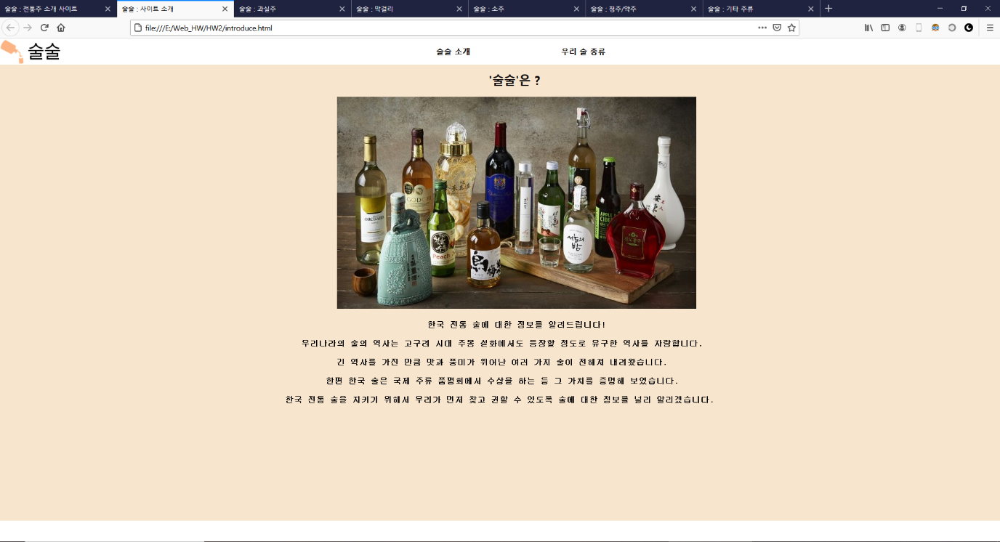 술술 : 전통주 소개 사이트
술술 : 사이트 소개
술술 : 과실주
술술 : 막걸리
술술 : 소주
술술 : 청주/약주
술술 : 기타 주류
file:///E:/Web_HW/HW2/introduce.html
술술
술술 소개
우리 술 종류
'술술'은 ?
GODO
Peach
서울의
밤
APPLE
CIDER
한국 전통 술에 대한 정보를 알려드립니다!
우리나라의 술의 역사는 고구려 시대 주몽 설화에서도 등장할 정도로 유구한 역사를 자랑합니다.
긴 역사를 가진 만큼 맛과 풍미가 뛰어난 여러 가지 술이 전해져 내려왔습니다.
한편 한국 술은 국제 주류 품평회에서 수상을 하는 등 그 가치를 증명해 보였습니다.
한국 전통 술을 지키기 위해서 우리가 먼저 찾고 권할 수 있도록 술에 대한 정보를 널리 알리겠습니다.